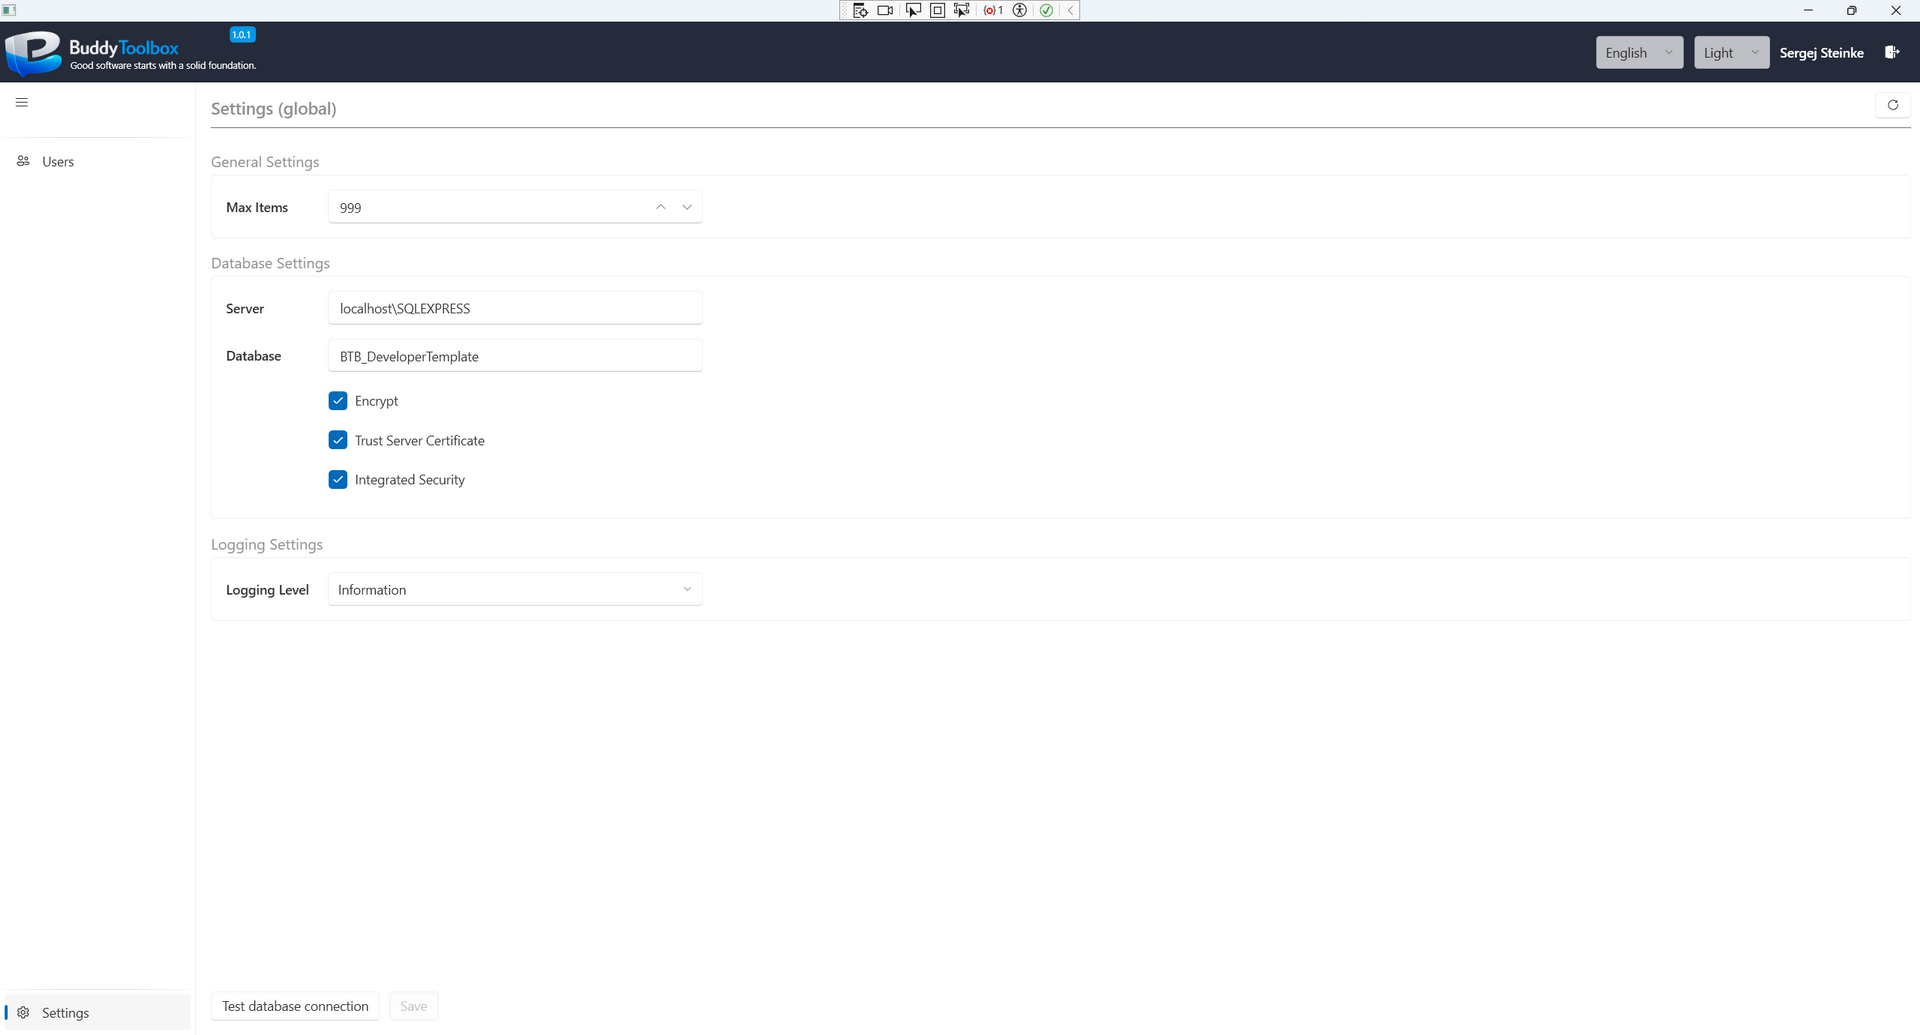 1
1.0.1
BuddyToolbox
Good software starts with a solid foundation.
English
Light
Sergej Steinke
Settings (global)
Users
General Settings
Max Items
999
Database Settings
Server
localhost\SQLEXPRESS
Database
BTB_DeveloperTemplate
Encrypt
Trust Server Certificate
Integrated Security
Logging Settings
Logging Level
Information
Test database connection
Save
Settings